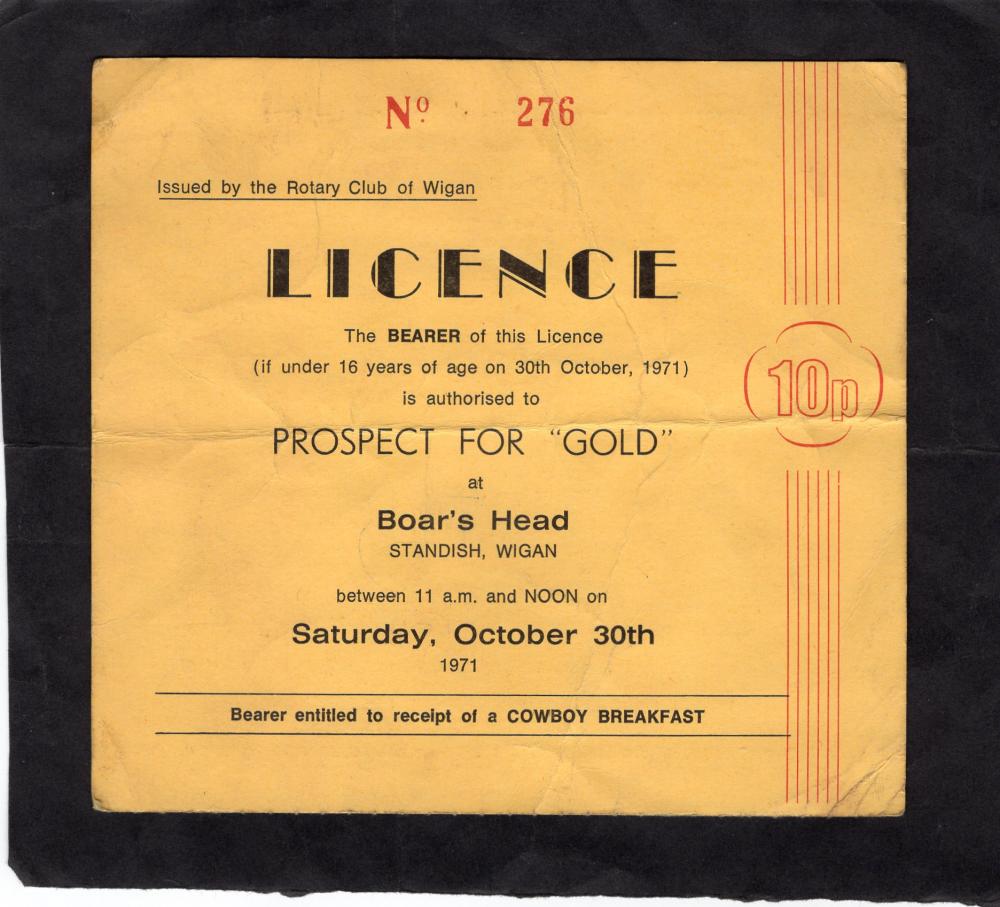 Nº 276
Issued by the Rotary Club of Wigan
LICENCE
The BEARER of this Licence
(if under 16 years of age on 30th October, 1971)
is authorised to
10p
PROSPECT FOR "GOLD"
at
Boar's Head
STANDISH, WIGAN
between 11 a.m. and NOON on
Saturday, October 30th
1971
Bearer entitled to receipt of a COWBOY BREAKFAST